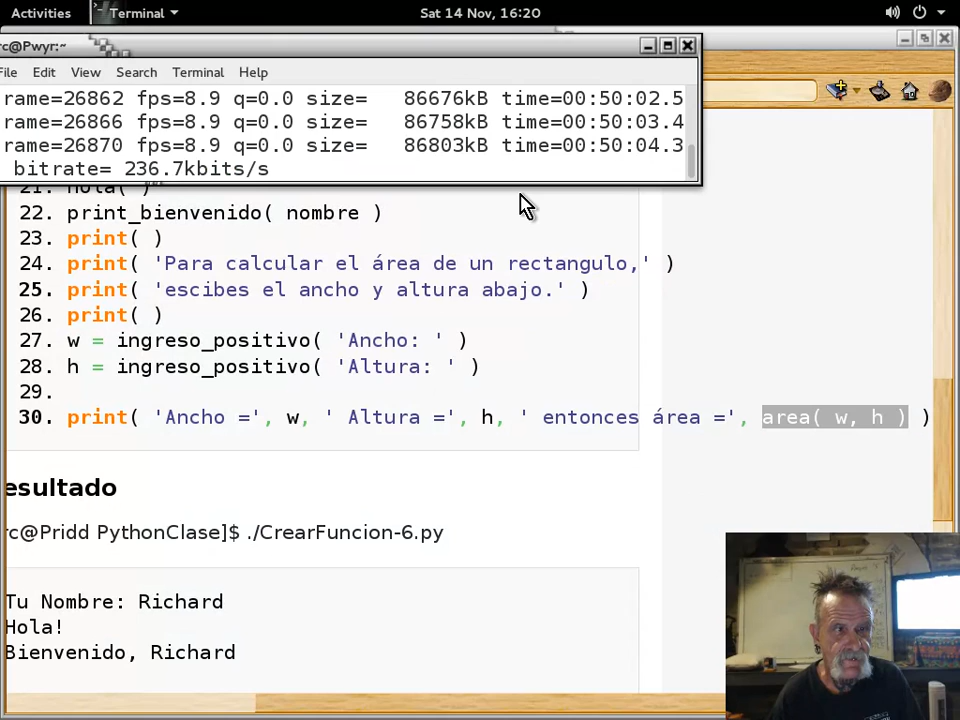 Activities Terminal Sat 14 Nov, 16:20
rc@Pwyr:~
File Edit View Search Terminal Help
rame=26862 fps=8.9 q=0.0 size= 86676kB time=00:50:02.5
rame=26866 fps=8.9 q=0.0 size= 86758kB time=00:50:03.4
rame=26870 fps=8.9 q=0.0 size= 86803kB time=00:50:04.3
bitrate= 236.7kbits/s
21. hola( )
22. print_bienvenido( nombre )
23. print( )
24. print( 'Para calcular el área de un rectangulo,' )
25. print( 'escibes el ancho y altura abajo.' )
26. print( )
27. w = ingreso_positivo( 'Ancho: ' )
28. h = ingreso_positivo( 'Altura: ' )
29.
30. print( 'Ancho =', w, ' Altura =', h, ' entonces área =', area( w, h ) )
esultado
rc@Pridd PythonClase]$ ./CrearFuncion-6.py
Tu Nombre: Richard
Hola!
Bienvenido, Richard